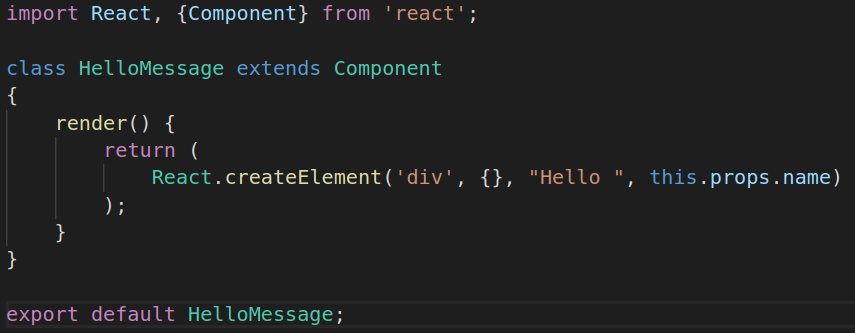 import React, {Component} from 'react';
class HelloMessage extends Component
{
render() {
return (
React.createElement('div', {}, "Hello ", this.props.name)
);
}
}
export default HelloMessage;